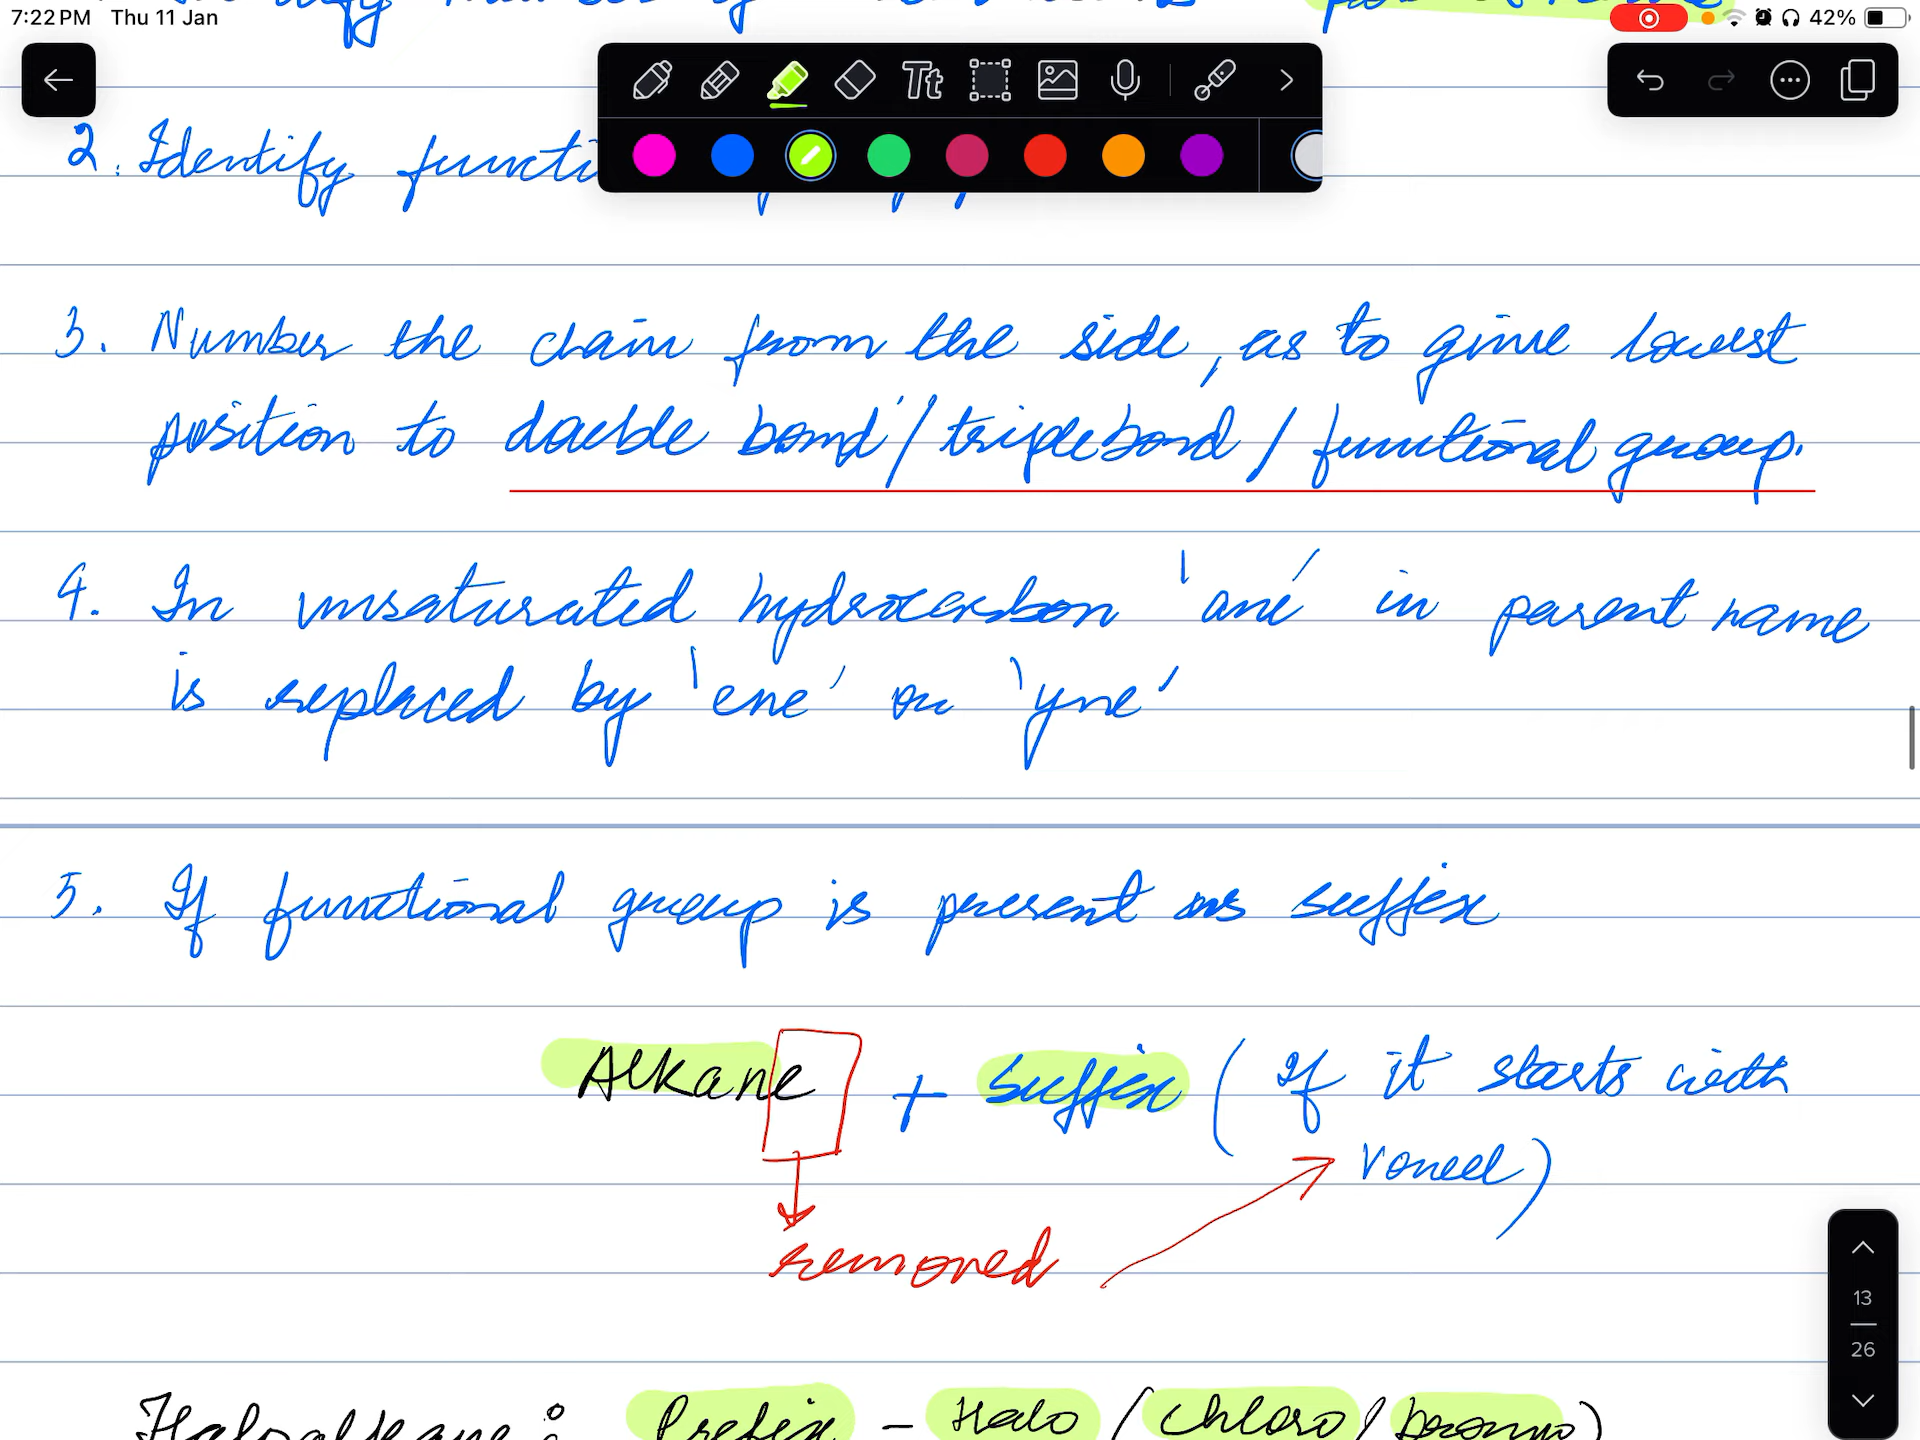 7:22 PM Thu 11 Jan
42%
2. Identify functi
3. Number the chain from the side, as to give lowest
position to double bond / triple bond / functional group.
4. In unsaturated hydrocarbon 'ane' in parent name
is replaced by 'ene' or 'yne'
5. If functional group is present as suffix
Alkane + suffix ( If it starts with
vowel)
removed
Haloalkane : Prefix - Halo (chloro / bromo)
13
26